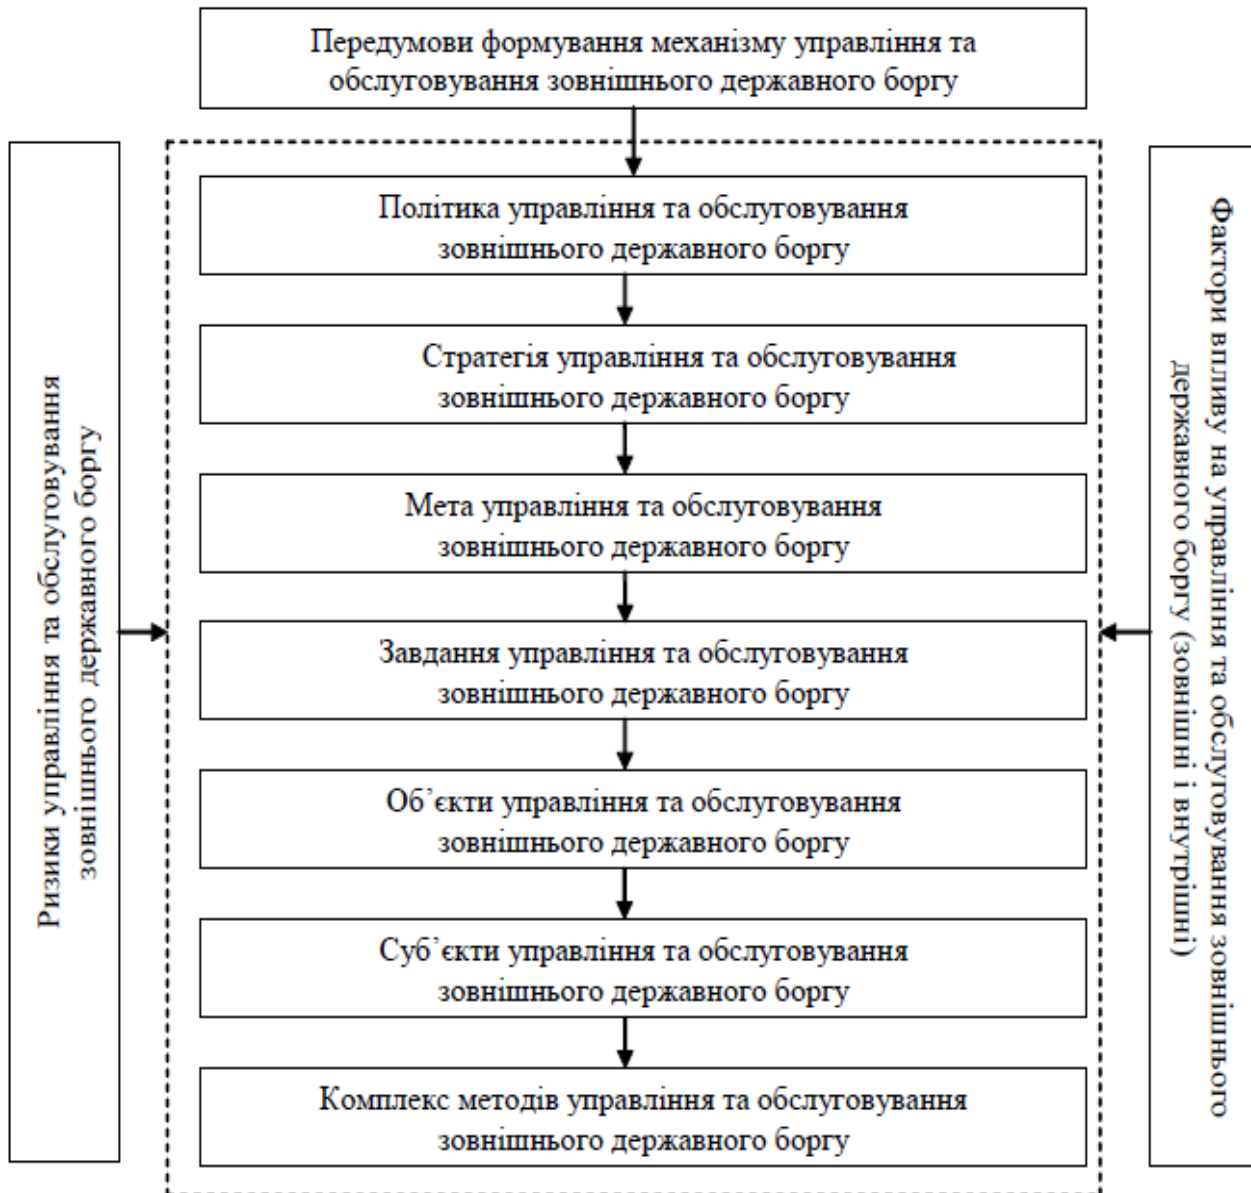 Передумови формування механізму управління та
обслуговування зовнішнього державного боргу
Ризики управління та обслуговування
зовнішнього державного боргу
Політика управління та обслуговування
зовнішнього державного боргу
Стратегія управління та обслуговування
зовнішнього державного боргу
Мета управління та обслуговування
зовнішнього державного боргу
Завдання управління та обслуговування
зовнішнього державного боргу
Об’єкти управління та обслуговування
зовнішнього державного боргу
Суб’єкти управління та обслуговування
зовнішнього державного боргу
Комплекс методів управління та обслуговування
зовнішнього державного боргу
Фактори впливу на управління та обслуговування зовнішнього
державного боргу (зовнішні і внутрішні)